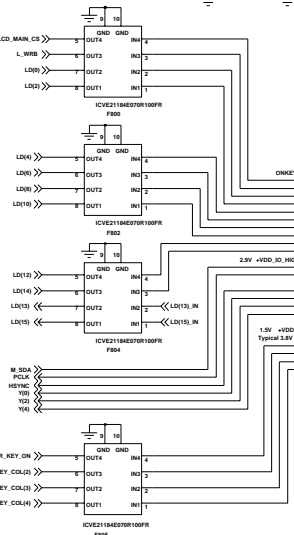 9 10
GND GND
LCD_MAIN_CS 5 OUT4 IN4 4
L_WRB 6 OUT3 IN3 3
LD(0) 7 OUT2 IN2 2
LD(2) 8 OUT1 IN1 1
ICVE21184E070R100FR
F800
9 10
GND GND
LD(4) 5 OUT4 IN4 4
LD(6) 6 OUT3 IN3 3
LD(8) 7 OUT2 IN2 2
LD(10) 8 OUT1 IN1 1
ONKEY
ICVE21184E070R100FR
F802
9 10
2.9V +VDD_IO_HIG
GND GND
LD(12) 5 OUT4 IN4 4
LD(14) 6 OUT3 IN3 3
LD(13) 7 OUT2 IN2 2 LD(13)_IN
LD(15) 8 OUT1 IN1 1 LD(15)_IN
1.5V +VDD
Typical 3.8V
ICVE21184E070R100FR
F804
M_SDA
PCLK
HSYNC
Y(0)
Y(2)
Y(4)
9 10
GND GND
R_KEY_ON 5 OUT4 IN4 4
EY_COL(2) 6 OUT3 IN3 3
EY_COL(3) 7 OUT2 IN2 2
EY_COL(4) 8 OUT1 IN1 1
ICVE21184E070R100FR